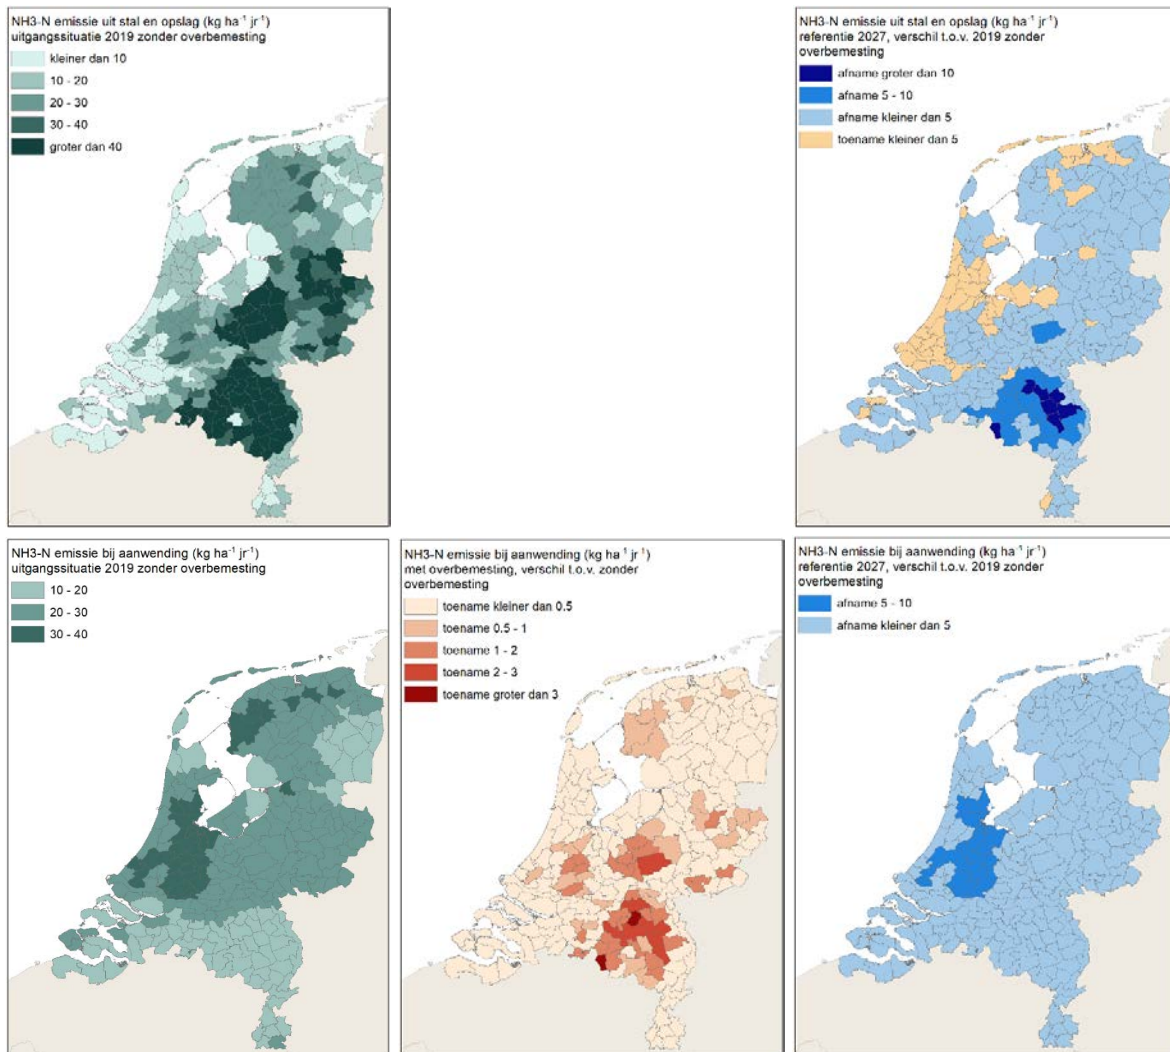 NH3-N emissie uit stal en opslag (kg ha⁻¹ jr⁻¹)
uitgangssituatie 2019 zonder overbemesting
kleiner dan 10
10 - 20
20 - 30
30 - 40
groter dan 40
NH3-N emissie uit stal en opslag (kg ha⁻¹ jr⁻¹)
referentie 2027, verschil t.o.v. 2019 zonder
overbemesting
afname groter dan 10
afname 5 - 10
afname kleiner dan 5
toename kleiner dan 5
NH3-N emissie bij aanwending (kg ha⁻¹ jr⁻¹)
uitgangssituatie 2019 zonder overbemesting
10 - 20
20 - 30
30 - 40
NH3-N emissie bij aanwending (kg ha⁻¹ jr⁻¹)
met overbemesting, verschil t.o.v. zonder
overbemesting
toename kleiner dan 0.5
toename 0.5 - 1
toename 1 - 2
toename 2 - 3
toename groter dan 3
NH3-N emissie bij aanwending (kg ha⁻¹ jr⁻¹)
referentie 2027, verschil t.o.v. 2019 zonder
overbemesting
afname 5 - 10
afname kleiner dan 5